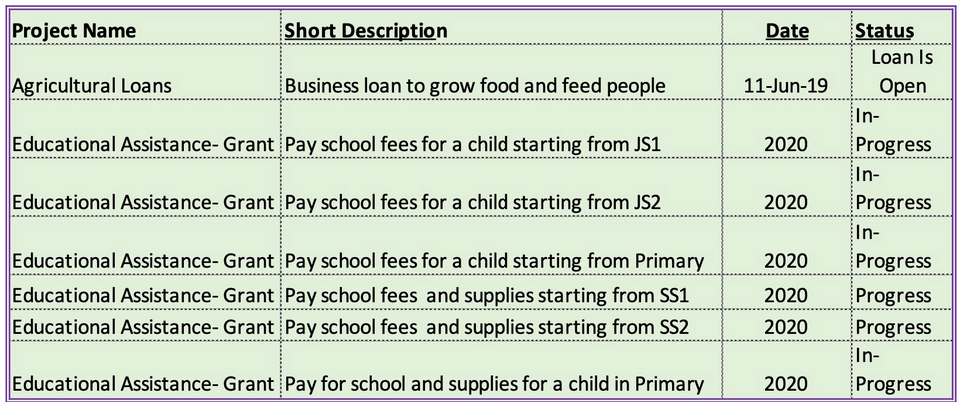 Project Name Short Description Date Status
Agricultural Loans Business loan to grow food and feed people 11-Jun-19 Loan Is Open
Educational Assistance- Grant Pay school fees for a child starting from JS1 2020 In-Progress
Educational Assistance- Grant Pay school fees for a child starting from JS2 2020 In-Progress
Educational Assistance- Grant Pay school fees for a child starting from Primary 2020 In-Progress
Educational Assistance- Grant Pay school fees  and supplies starting from SS1 2020 Progress
Educational Assistance- Grant Pay school fees  and supplies starting from SS2 2020 Progress
Educational Assistance- Grant Pay for school and supplies for a child in Primary 2020 In-Progress